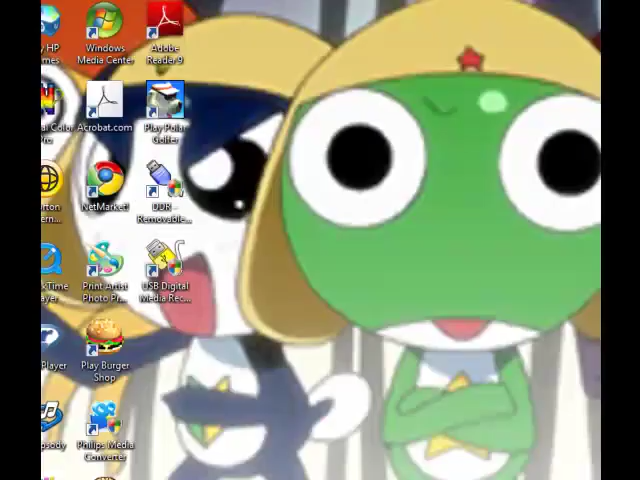 Windows
Media Center
Adobe
Reader 9
Acrobat.com
Play Polar
Golfer
NetMarket!
DDR -
Removable...
Print Artist
Photo Pr...
USB Digital
Media Rec...
Player
Play Burger
Shop
Philips Media
Converter